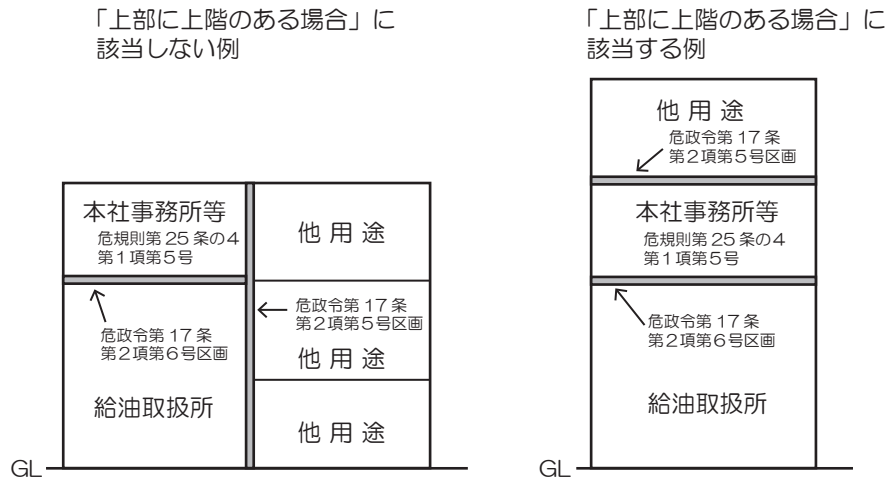 「上部に上階のある場合」に
該当しない例
本社事務所等
危規則第25条の4
第1項第5号
危政令第17条
第2項第6号区画
給油取扱所
他用途
危政令第17条
第2項第5号区画
他用途
他用途
GL
「上部に上階のある場合」に
該当する例
他用途
危政令第17条
第2項第5号区画
本社事務所等
危規則第25条の4
第1項第5号
危政令第17条
第2項第6号区画
給油取扱所
GL